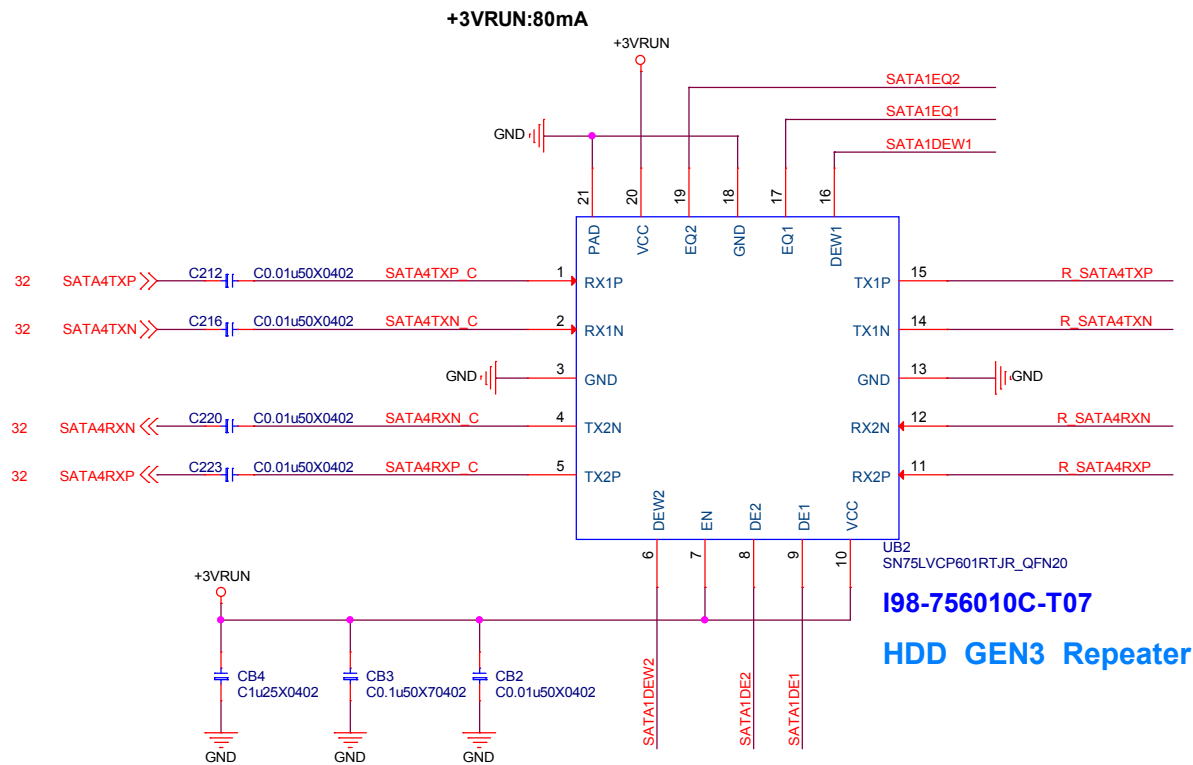 +3VRUN:80mA
+3VRUN
SATA1EQ2
SATA1EQ1
SATA1DEW1
GND
21
20
19
18
17
16
PAD
VCC
EQ2
GND
EQ1
DEW1
32 SATA4TXP C212 C0.01u50X0402 SATA4TXP_C 1 RX1P
TX1P 15 R_SATA4TXP
32 SATA4TXN C216 C0.01u50X0402 SATA4TXN_C 2 RX1N
TX1N 14 R_SATA4TXN
GND 3 GND
GND 13 GND
32 SATA4RXN C220 C0.01u50X0402 SATA4RXN_C 4 TX2N
RX2N 12 R_SATA4RXN
32 SATA4RXP C223 C0.01u50X0402 SATA4RXP_C 5 TX2P
RX2P 11 R_SATA4RXP
DEW2
EN
DE2
DE1
VCC
6
7
8
9
10
UB2
SN75LVCP601RTJR_QFN20
I98-756010C-T07
HDD GEN3 Repeater
+3VRUN
CB4
C1u25X0402
CB3
C0.1u50X70402
CB2
C0.01u50X0402
GND
GND
GND
SATA1DEW2
SATA1DE2
SATA1DE1